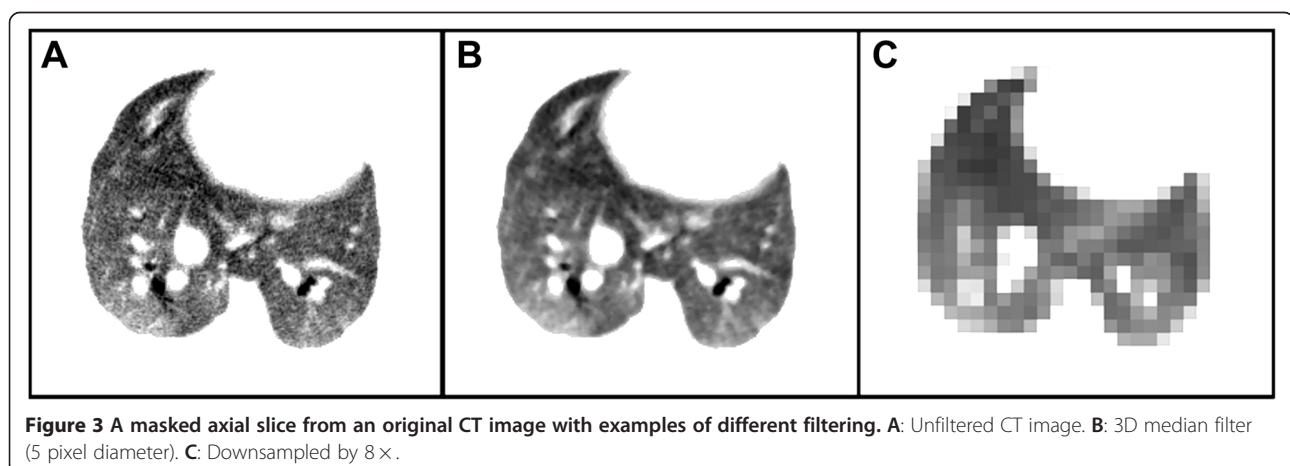 A
B
C
Figure 3 A masked axial slice from an original CT image with examples of different filtering. A: Unfiltered CT image. B: 3D median filter
(5 pixel diameter). C: Downsampled by 8 ×.